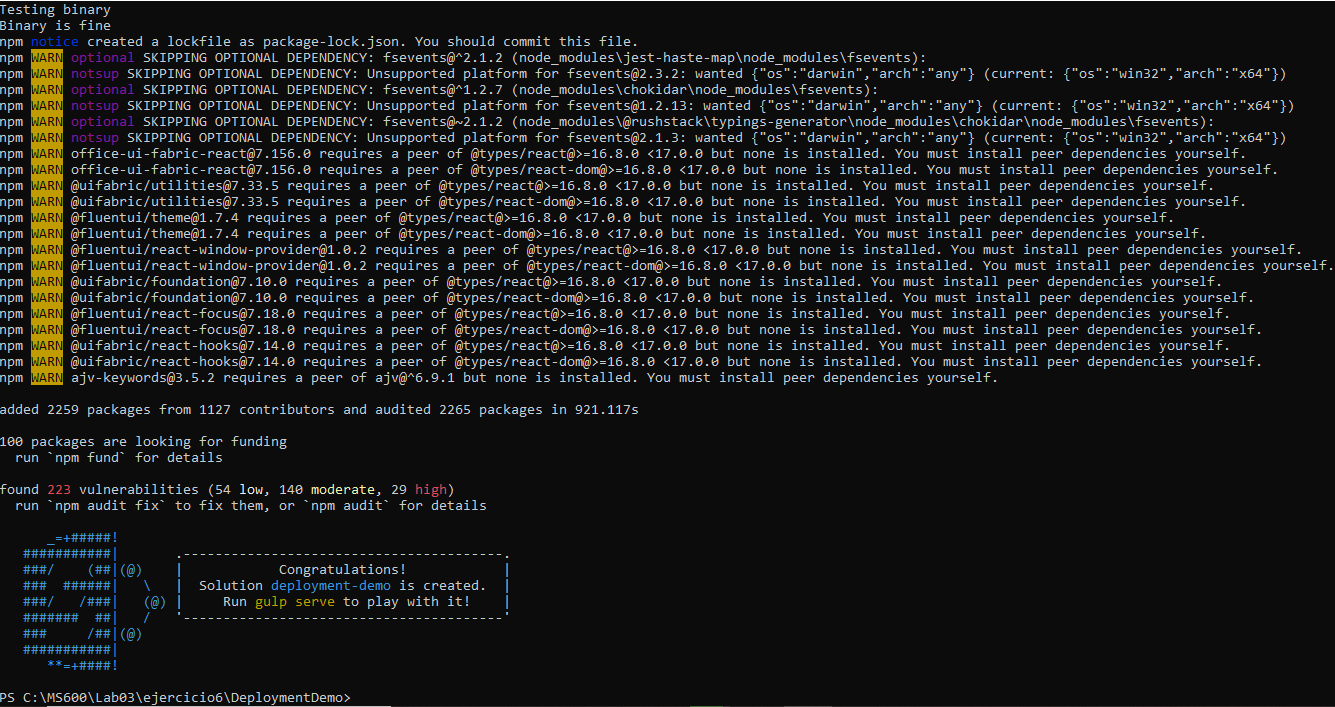 Testing binary
Binary is fine
npm notice created a lockfile as package-lock.json. You should commit this file.
npm WARN optional SKIPPING OPTIONAL DEPENDENCY: fsevents@^2.1.2 (node_modules\jest-haste-map\node_modules\fsevents):
npm WARN notsup SKIPPING OPTIONAL DEPENDENCY: Unsupported platform for fsevents@2.3.2: wanted {"os":"darwin","arch":"any"} (current: {"os":"win32","arch":"x64"})
npm WARN optional SKIPPING OPTIONAL DEPENDENCY: fsevents@^1.2.7 (node_modules\chokidar\node_modules\fsevents):
npm WARN notsup SKIPPING OPTIONAL DEPENDENCY: Unsupported platform for fsevents@1.2.13: wanted {"os":"darwin","arch":"any"} (current: {"os":"win32","arch":"x64"})
npm WARN optional SKIPPING OPTIONAL DEPENDENCY: fsevents@~2.1.2 (node_modules\@rushstack\typings-generator\node_modules\chokidar\node_modules\fsevents):
npm WARN notsup SKIPPING OPTIONAL DEPENDENCY: Unsupported platform for fsevents@2.1.3: wanted {"os":"darwin","arch":"any"} (current: {"os":"win32","arch":"x64"})
npm WARN office-ui-fabric-react@7.156.0 requires a peer of @types/react@>=16.8.0 <17.0.0 but none is installed. You must install peer dependencies yourself.
npm WARN office-ui-fabric-react@7.156.0 requires a peer of @types/react-dom@>=16.8.0 <17.0.0 but none is installed. You must install peer dependencies yourself.
npm WARN @uifabric/utilities@7.33.5 requires a peer of @types/react@>=16.8.0 <17.0.0 but none is installed. You must install peer dependencies yourself.
npm WARN @uifabric/utilities@7.33.5 requires a peer of @types/react-dom@>=16.8.0 <17.0.0 but none is installed. You must install peer dependencies yourself.
npm WARN @fluentui/theme@1.7.4 requires a peer of @types/react@>=16.8.0 <17.0.0 but none is installed. You must install peer dependencies yourself.
npm WARN @fluentui/theme@1.7.4 requires a peer of @types/react-dom@>=16.8.0 <17.0.0 but none is installed. You must install peer dependencies yourself.
npm WARN @fluentui/react-window-provider@1.0.2 requires a peer of @types/react@>=16.8.0 <17.0.0 but none is installed. You must install peer dependencies yourself.
npm WARN @fluentui/react-window-provider@1.0.2 requires a peer of @types/react-dom@>=16.8.0 <17.0.0 but none is installed. You must install peer dependencies yourself.
npm WARN @uifabric/foundation@7.10.0 requires a peer of @types/react@>=16.8.0 <17.0.0 but none is installed. You must install peer dependencies yourself.
npm WARN @uifabric/foundation@7.10.0 requires a peer of @types/react-dom@>=16.8.0 <17.0.0 but none is installed. You must install peer dependencies yourself.
npm WARN @fluentui/react-focus@7.18.0 requires a peer of @types/react@>=16.8.0 <17.0.0 but none is installed. You must install peer dependencies yourself.
npm WARN @fluentui/react-focus@7.18.0 requires a peer of @types/react-dom@>=16.8.0 <17.0.0 but none is installed. You must install peer dependencies yourself.
npm WARN @uifabric/react-hooks@7.14.0 requires a peer of @types/react@>=16.8.0 <17.0.0 but none is installed. You must install peer dependencies yourself.
npm WARN @uifabric/react-hooks@7.14.0 requires a peer of @types/react-dom@>=16.8.0 <17.0.0 but none is installed. You must install peer dependencies yourself.
npm WARN ajv-keywords@3.5.2 requires a peer of ajv@^6.9.1 but none is installed. You must install peer dependencies yourself.
added 2259 packages from 1127 contributors and audited 2265 packages in 921.117s
100 packages are looking for funding
run `npm fund` for details
found 223 vulnerabilities (54 low, 140 moderate, 29 high)
run `npm audit fix` to fix them, or `npm audit` for details
      _=+#####!
   ###########|      .----------------------------------------.
   ###/    (##|(@)    |            Congratulations!            |
   ###  ######|   \   |  Solution deployment-demo is created.  |
   ###/   /###|   (@) |     Run gulp serve to play with it!    |
   #######  ##|   /   '----------------------------------------'
   ###     /##|(@)
   ###########|
      **=+####!
PS C:\MS600\Lab03\ejercicio6\DeploymentDemo>